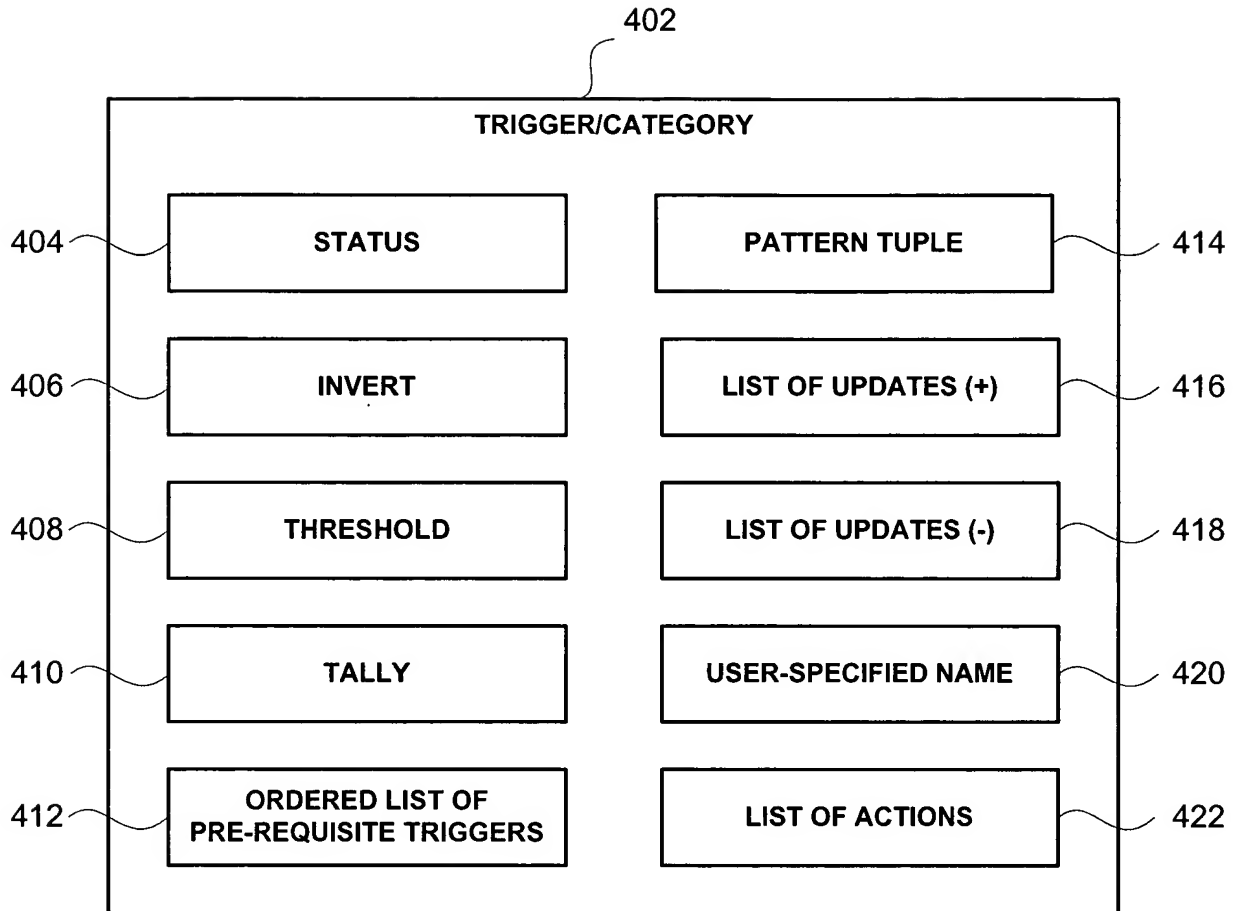 402
TRIGGER/CATEGORY
404
STATUS
PATTERN TUPLE
414
406
INVERT
LIST OF UPDATES (+)
416
408
THRESHOLD
LIST OF UPDATES (-)
418
410
TALLY
USER-SPECIFIED NAME
420
412
ORDERED LIST OF
PRE-REQUISITE TRIGGERS
LIST OF ACTIONS
422